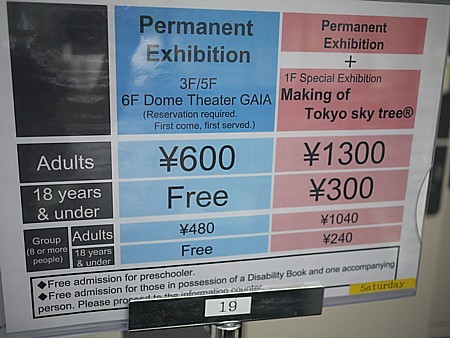 Permanent
Exhibition
3F/5F
6F Dome Theater GAIA
(Reservation required.
First come, first served.)
Permanent
Exhibition
+
1F Special Exhibition
Making of
Tokyo sky tree®
Adults ¥600 ¥1300
18 years
& under Free ¥300
Group
(8 or more
people)
Adults ¥480 ¥1040
18 years
& under Free ¥240
◆Free admission for preschooler.
◆Free admission for those in possession of a Disability Book and one accompanying
person. Please proceed to the information counter.
Saturday
19